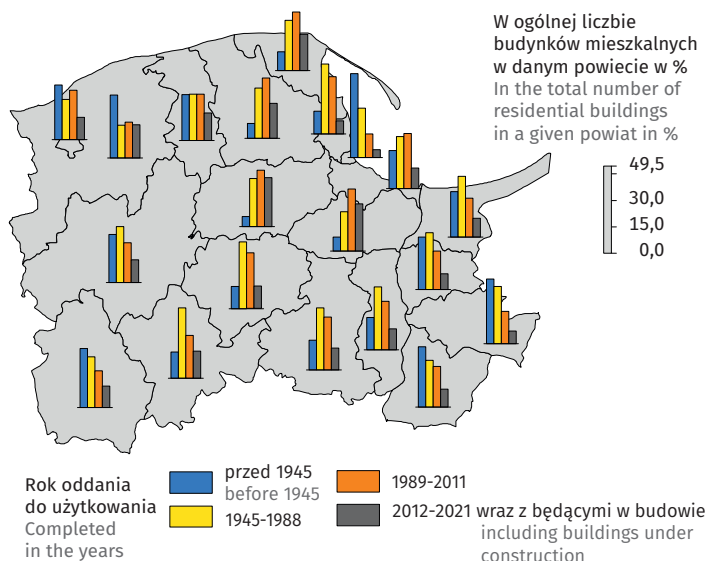 W ogólnej liczbie
budynków mieszkalnych
w danym powiecie w %
In the total number of
residential buildings
in a given powiat in %
49,5
30,0
15,0
0,0
Rok oddania
do użytkowania
Completed
in the years
przed 1945
before 1945
1945-1988
1989-2011
2012-2021 wraz z będącymi w budowie
including buildings under
construction